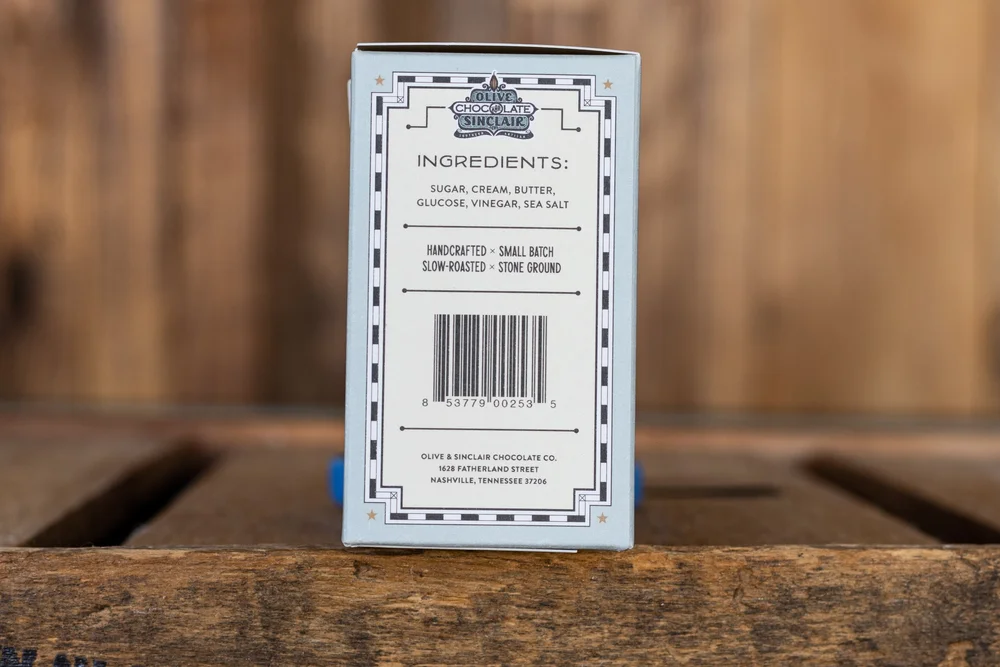 OLIVE
CHOCOLATE
SINCLAIR
INGREDIENTS:
SUGAR, CREAM, BUTTER,
GLUCOSE, VINEGAR, SEA SALT
HANDCRAFTED × SMALL BATCH
SLOW-ROASTED × STONE GROUND
8 53779 00253 5
OLIVE & SINCLAIR CHOCOLATE CO.
1628 FATHERLAND STREET
NASHVILLE, TENNESSEE 37206